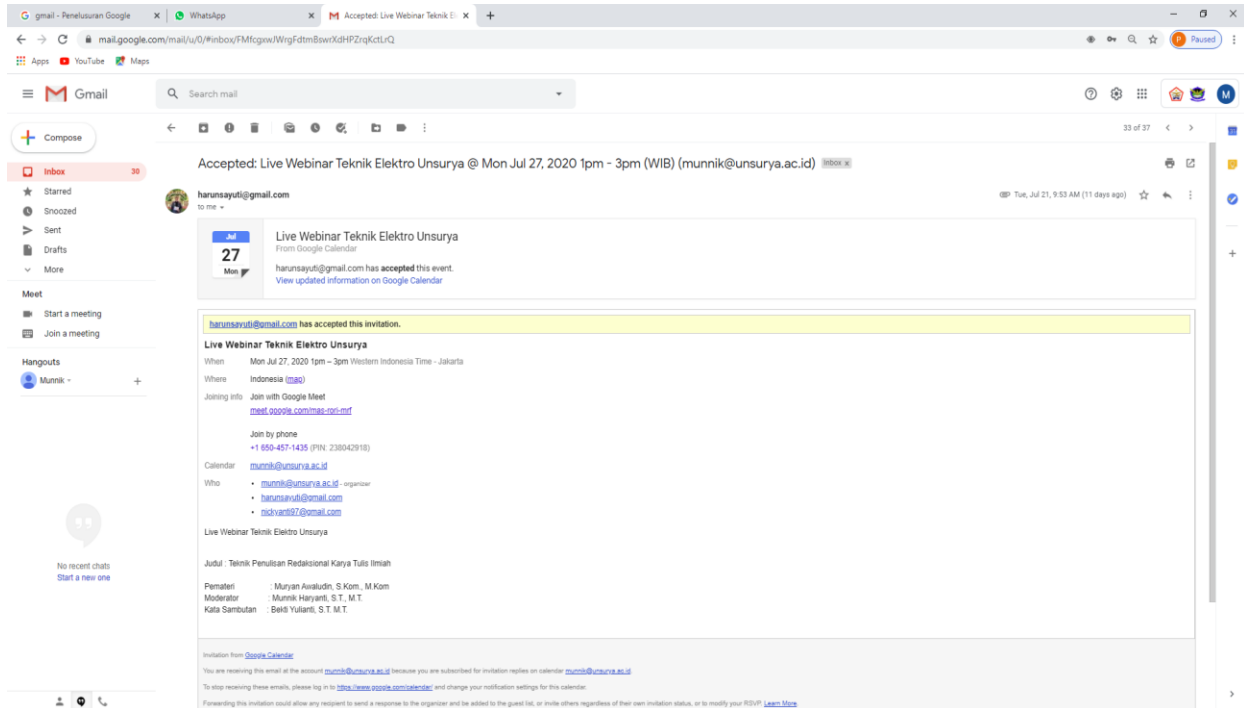 gmail - Penelusuran Google
WhatsApp
Accepted: Live Webinar Teknik El
mail.google.com/mail/u/0/#inbox/FMfcgxwJWrgFdtmBswrXdHPZrqKctLrQ
P Paused
Apps YouTube Maps
Gmail
Search mail
M
Compose
33 of 37
Inbox 30
Starred
Snoozed
Sent
Drafts
More
Meet
Start a meeting
Join a meeting
Hangouts
Munnik
No recent chats
Start a new one
Accepted: Live Webinar Teknik Elektro Unsurya @ Mon Jul 27, 2020 1pm - 3pm (WIB) (munnik@unsurya.ac.id) Inbox x
harunsayuti@gmail.com
Tue, Jul 21, 9:53 AM (11 days ago)
to me
Jul
27
Mon
Live Webinar Teknik Elektro Unsurya
From Google Calendar
harunsayuti@gmail.com has accepted this event.
View updated information on Google Calendar
harunsayuti@gmail.com has accepted this invitation.
Live Webinar Teknik Elektro Unsurya
When Mon Jul 27, 2020 1pm – 3pm Western Indonesia Time - Jakarta
Where Indonesia (map)
Joining info Join with Google Meet
meet.google.com/mas-rori-mrf
Join by phone
+1 650-457-1435 (PIN: 238042918)
Calendar munnik@unsurya.ac.id
Who • munnik@unsurya.ac.id - organizer
• harunsayuti@gmail.com
• nickyanti97@gmail.com
Live Webinar Teknik Elektro Unsurya
Judul : Teknik Penulisan Redaksional Karya Tulis Ilmiah
Pemateri : Muryan Awaludin, S.Kom., M.Kom
Moderator : Munnik Haryanti, S.T., M.T.
Kata Sambutan : Bekti Yulianti, S.T. M.T.
Invitation from Google Calendar
You are receiving this email at the account munnik@unsurya.ac.id because you are subscribed for invitation replies on calendar munnik@unsurya.ac.id.
To stop receiving these emails, please log in to https://www.google.com/calendar/ and change your notification settings for this calendar.
Forwarding this invitation could allow any recipient to send a response to the organizer and be added to the guest list, or invite others regardless of their own invitation status, or to modify your RSVP. Learn More.